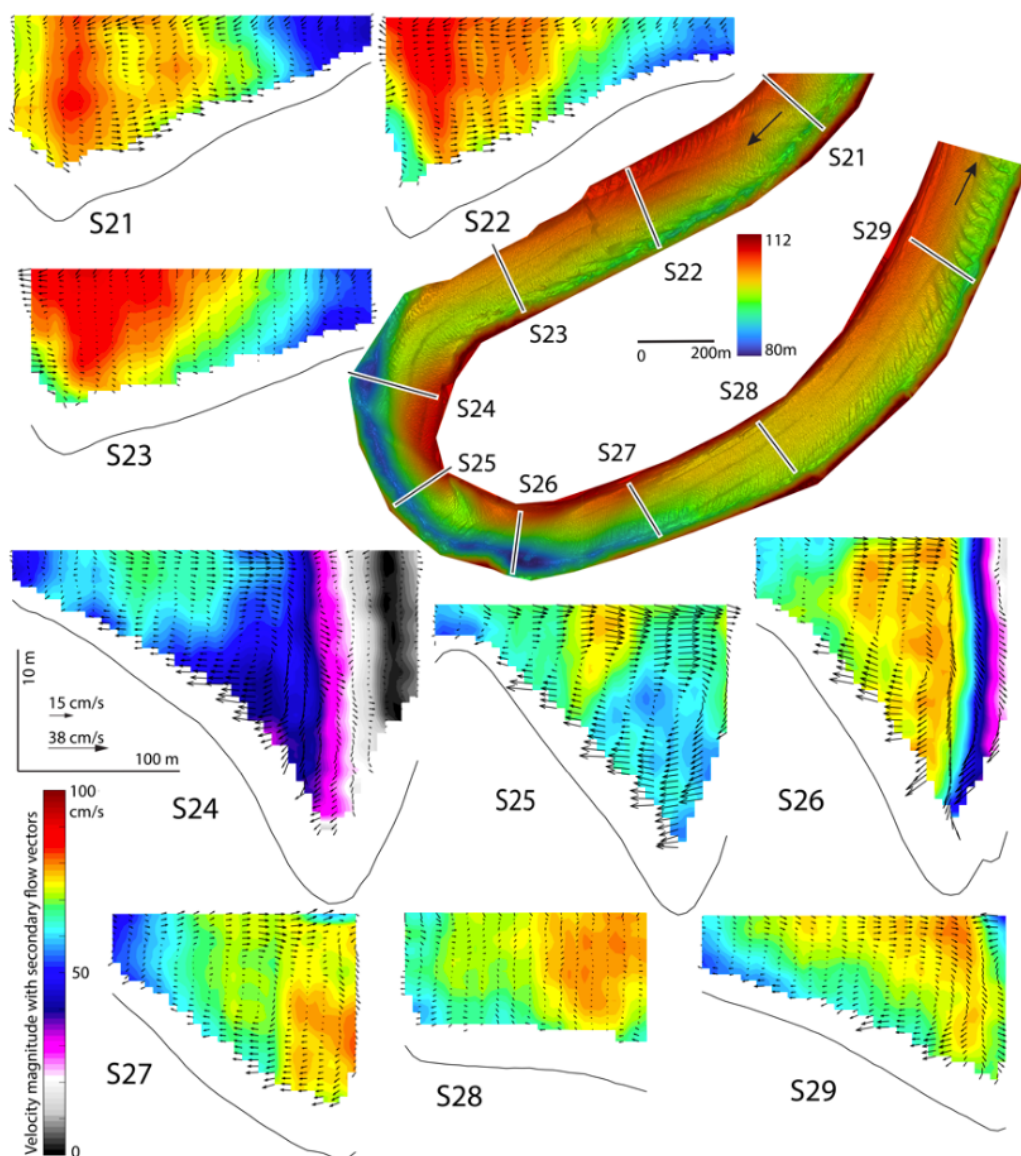 S21
S22
S21
S29
112
S22
S23
S23
0
200m
80m
S28
S24
S25
S26
S27
10 m
15 cm/s
38 cm/s
100 m
S24
S25
S26
100
cm/s
50
0
Velocity magnitude with secondary flow vectors
S27
S28
S29